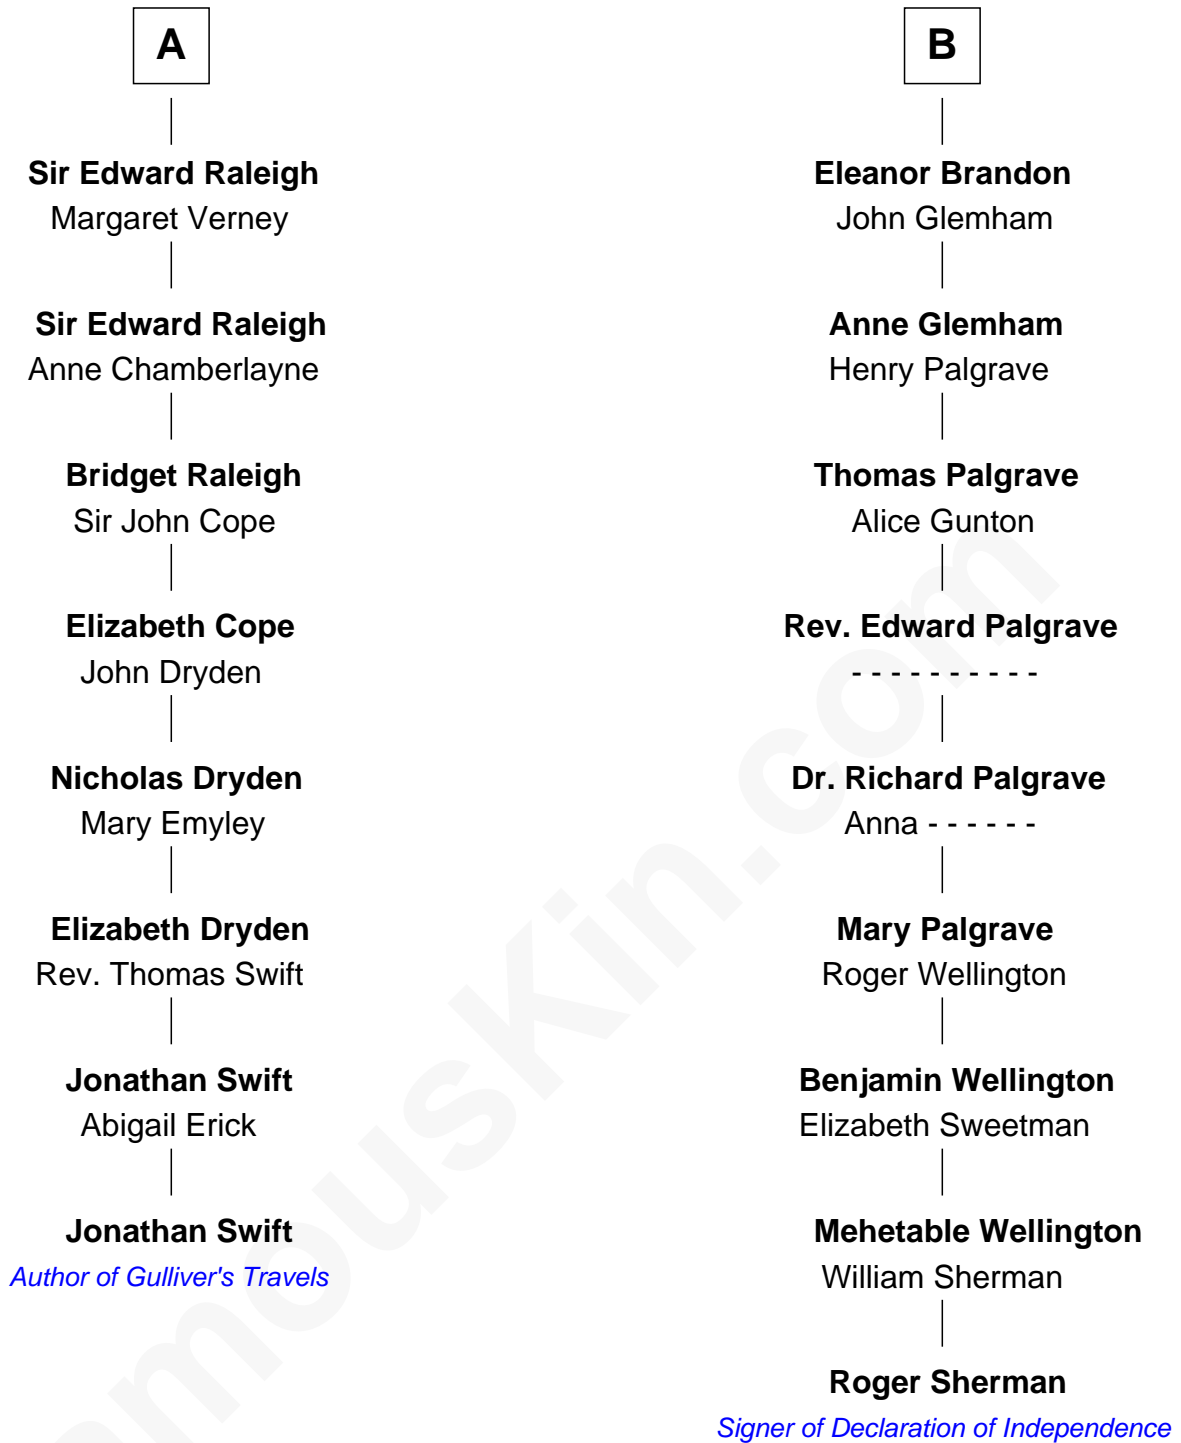 A
Sir Edward Raleigh
Margaret Verney
Sir Edward Raleigh
Anne Chamberlayne
Bridget Raleigh
Sir John Cope
Elizabeth Cope
John Dryden
Nicholas Dryden
Mary Emyley
Elizabeth Dryden
Rev. Thomas Swift
Jonathan Swift
Abigail Erick
Jonathan Swift
Author of Gulliver's Travels
B
Eleanor Brandon
John Glemham
Anne Glemham
Henry Palgrave
Thomas Palgrave
Alice Gunton
Rev. Edward Palgrave
- - - - - - - - - -
Dr. Richard Palgrave
Anna - - - - - -
Mary Palgrave
Roger Wellington
Benjamin Wellington
Elizabeth Sweetman
Mehetable Wellington
William Sherman
Roger Sherman
Signer of Declaration of Independence
amouskin.com